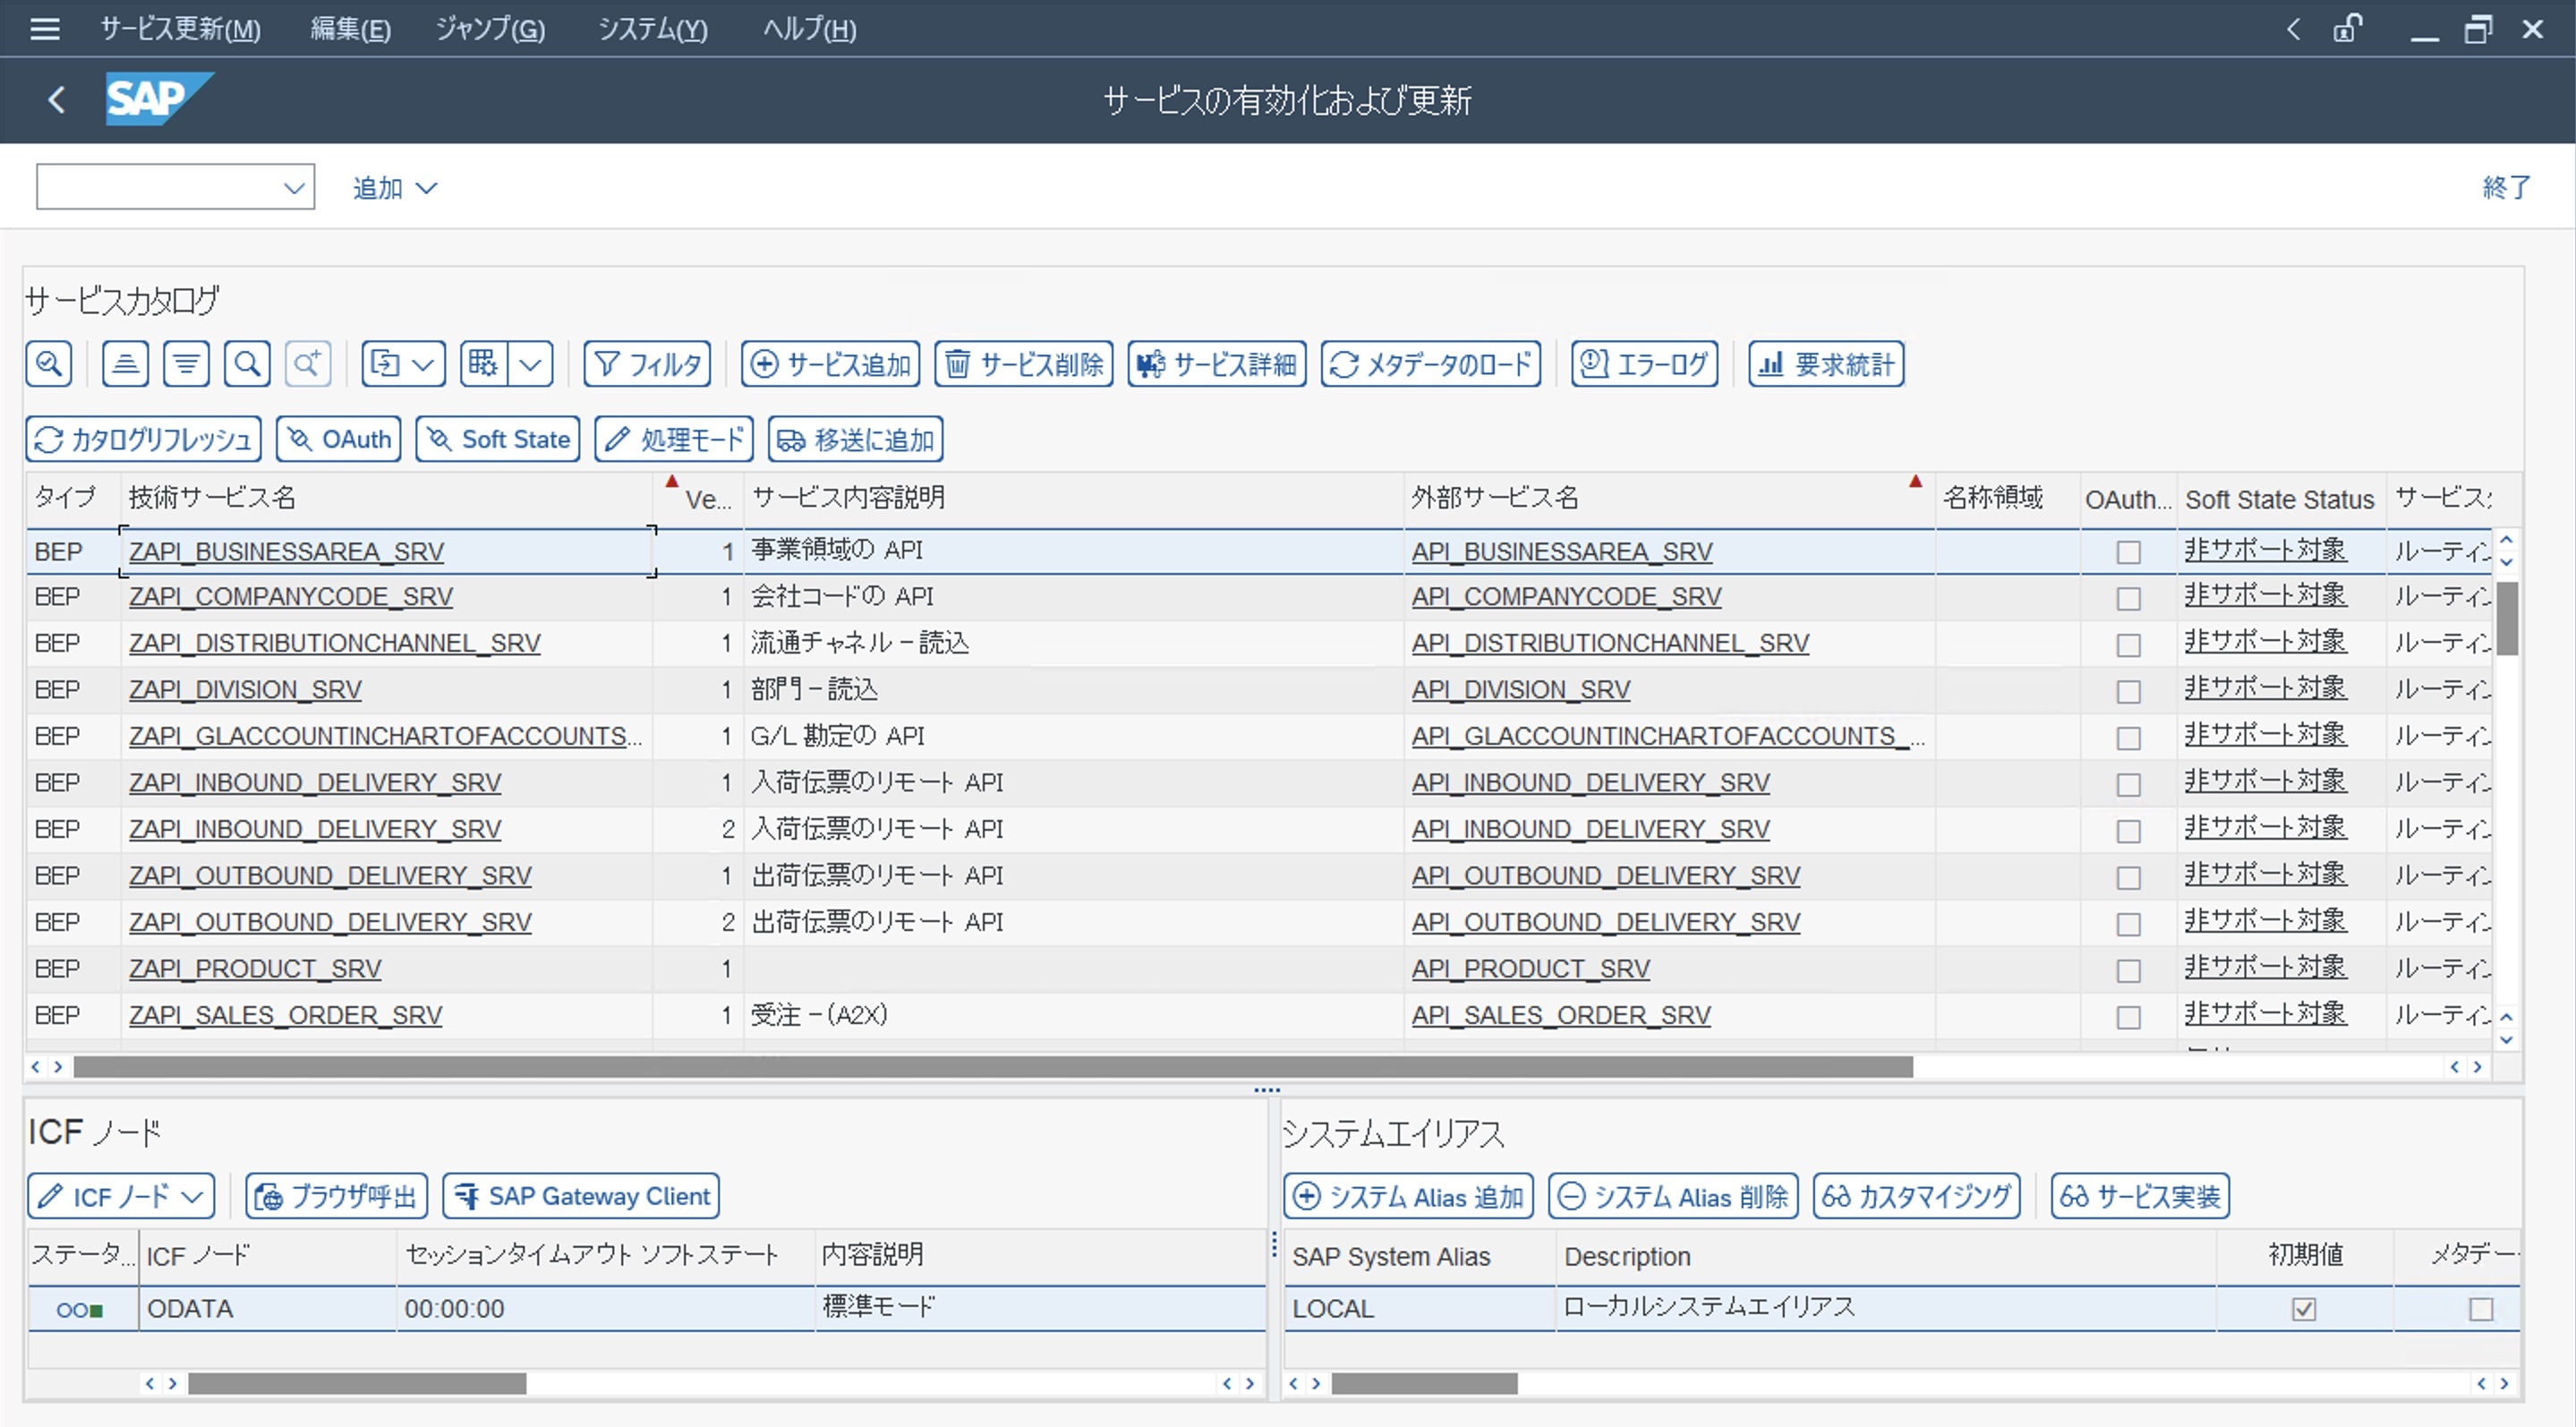 サービス更新(M) 編集(E) ジャンプ(G) システム(Y) ヘルプ(H)
SAP サービスの有効化および更新
追加 終了
サービスカタログ
フィルタ サービス追加 サービス削除 サービス詳細 メタデータのロード エラーログ 要求統計
カタログリフレッシュ OAuth Soft State 処理モード 移送に追加
タイプ 技術サービス名 Ve... サービス内容説明 外部サービス名 名称領域 OAuth... Soft State Status サービス
BEP ZAPI_BUSINESSAREA_SRV 1 事業領域の API API_BUSINESSAREA_SRV 非サポート対象 ルーティン
BEP ZAPI_COMPANYCODE_SRV 1 会社コードの API API_COMPANYCODE_SRV 非サポート対象 ルーティン
BEP ZAPI_DISTRIBUTIONCHANNEL_SRV 1 流通チャネル - 読込 API_DISTRIBUTIONCHANNEL_SRV 非サポート対象 ルーティン
BEP ZAPI_DIVISION_SRV 1 部門 - 読込 API_DIVISION_SRV 非サポート対象 ルーティン
BEP ZAPI_GLACCOUNTINCHARTOFACCOUNTS... 1 G/L 勘定の API API_GLACCOUNTINCHARTOFACCOUNTS_... 非サポート対象 ルーティン
BEP ZAPI_INBOUND_DELIVERY_SRV 1 入荷伝票のリモート API API_INBOUND_DELIVERY_SRV 非サポート対象 ルーティン
BEP ZAPI_INBOUND_DELIVERY_SRV 2 入荷伝票のリモート API API_INBOUND_DELIVERY_SRV 非サポート対象 ルーティン
BEP ZAPI_OUTBOUND_DELIVERY_SRV 1 出荷伝票のリモート API API_OUTBOUND_DELIVERY_SRV 非サポート対象 ルーティン
BEP ZAPI_OUTBOUND_DELIVERY_SRV 2 出荷伝票のリモート API API_OUTBOUND_DELIVERY_SRV 非サポート対象 ルーティン
BEP ZAPI_PRODUCT_SRV 1 API_PRODUCT_SRV 非サポート対象 ルーティン
BEP ZAPI_SALES_ORDER_SRV 1 受注 - (A2X) API_SALES_ORDER_SRV 非サポート対象 ルーティン
ICF ノード
ICF ノード ブラウザ呼出 SAP Gateway Client
ステータ... ICF ノード セッションタイムアウト ソフトステート 内容説明
ODATA 00:00:00 標準モード
システムエイリアス
システム Alias 追加 システム Alias 削除 カスタマイジング サービス実装
SAP System Alias Description 初期値 メタデー
LOCAL ローカルシステムエイリアス